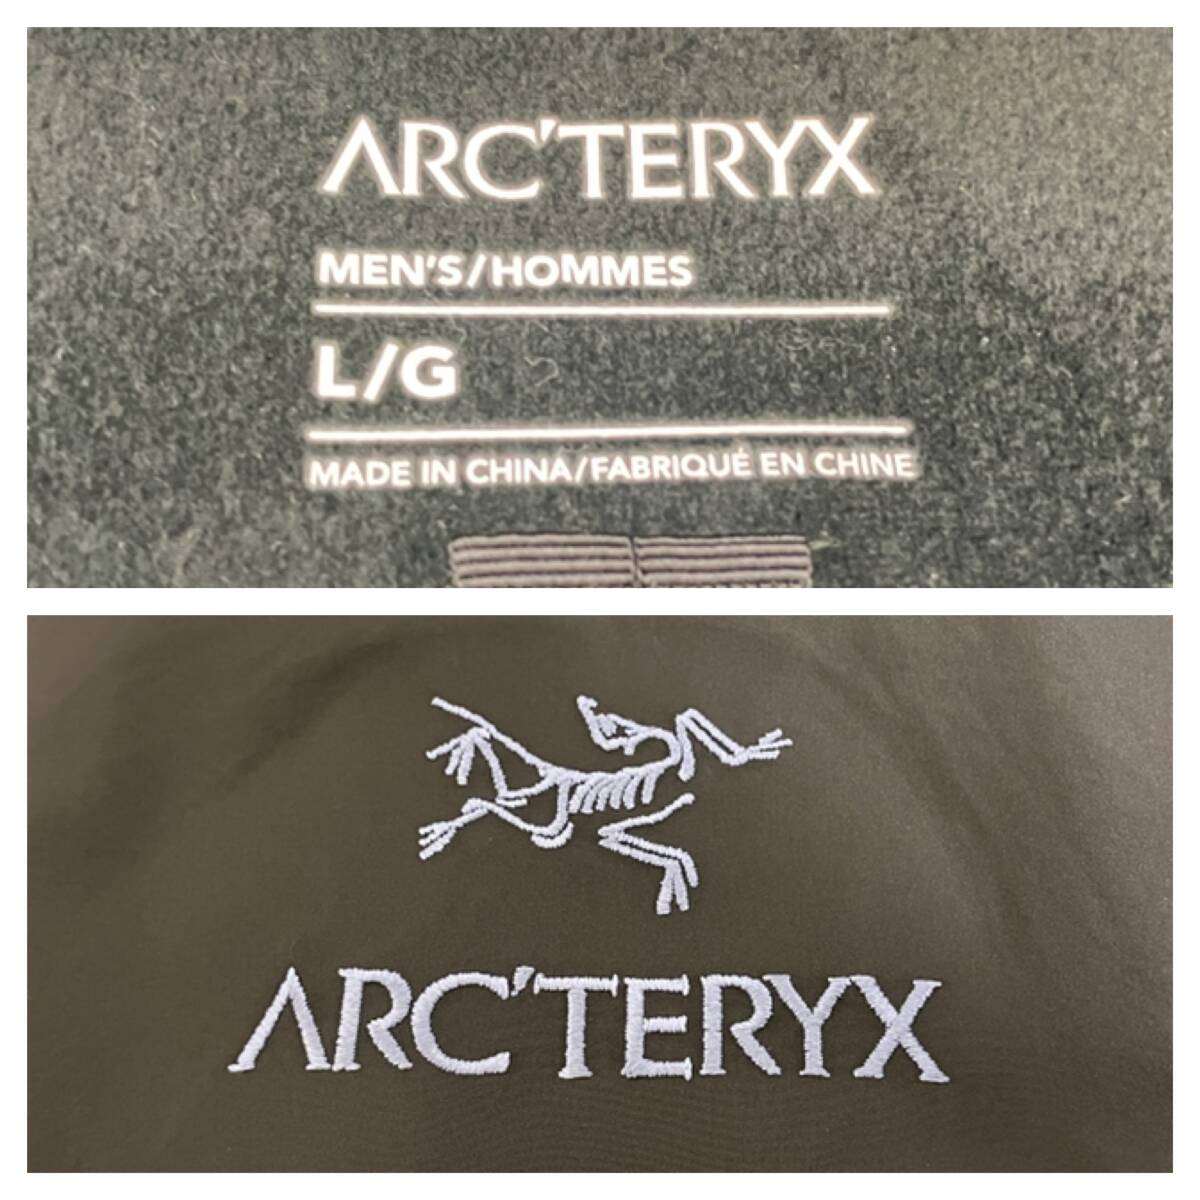 ARC'TERYX
MEN'S/HOMMES
L/G
MADE IN CHINA/FABRIQUÉ EN CHINE
ARC'TERYX